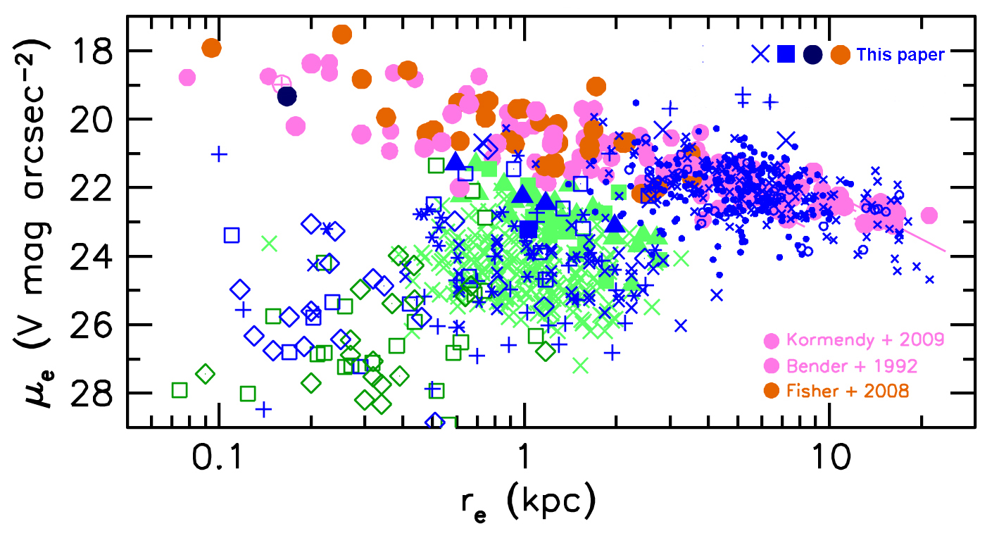 μe (V mag arcsec−2)
18
20
22
24
26
28
This paper
Kormendy + 2009
Bender + 1992
Fisher + 2008
0.1
1
10
re (kpc)